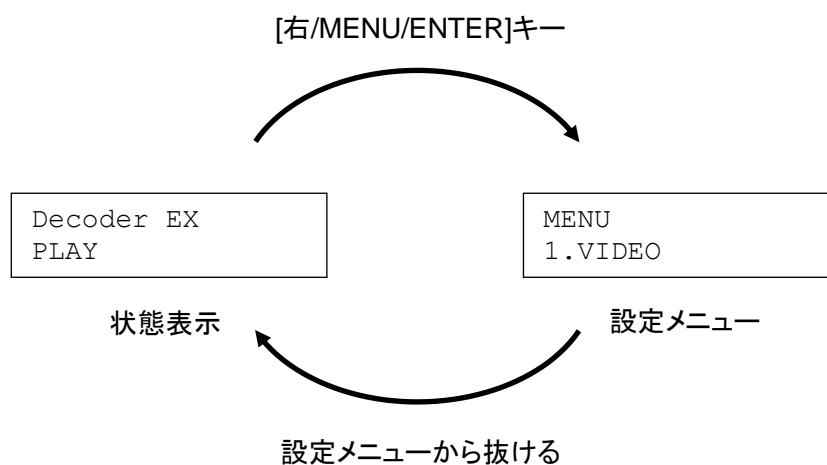 [右/MENU/ENTER]キー
Decoder EX
PLAY
MENU
1.VIDEO
状態表示
設定メニュー
設定メニューから抜ける